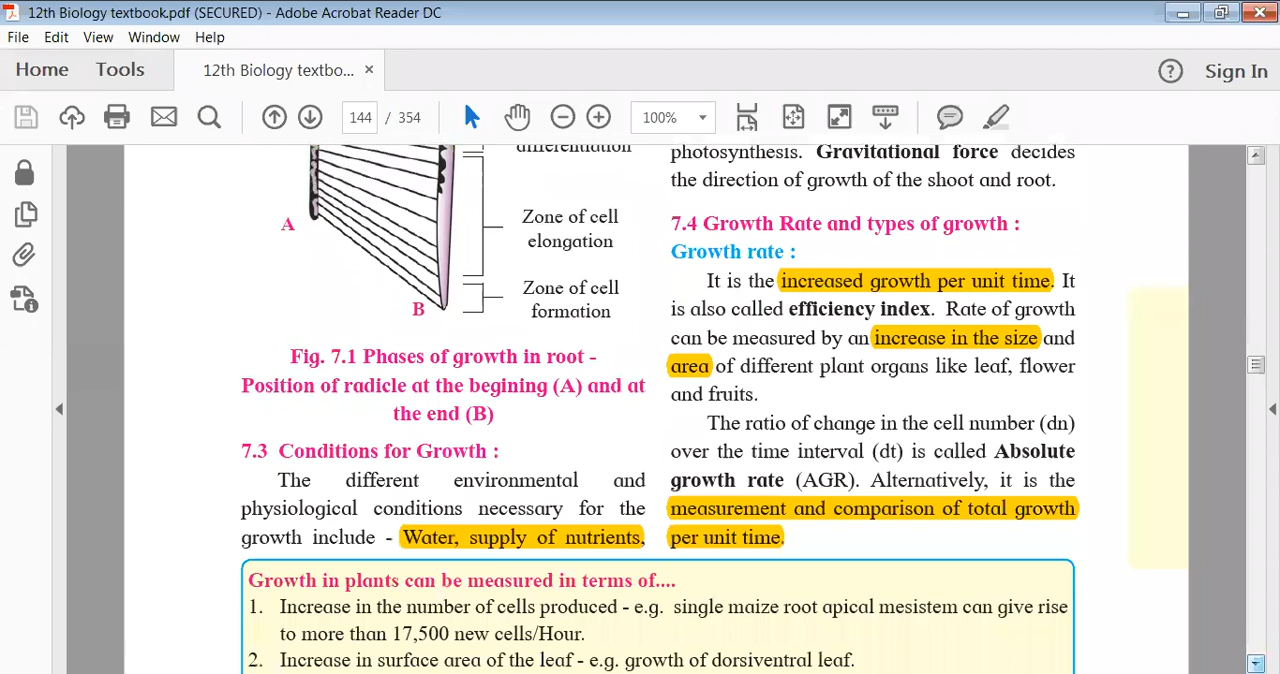 12th Biology textbook.pdf (SECURED) - Adobe Acrobat Reader DC
File Edit View Window Help
Home Tools 12th Biology textbo... × Sign In
144 / 354 100%
differentiation
A
Zone of cell
elongation
Zone of cell
formation
B
Fig. 7.1 Phases of growth in root -
Position of radicle at the begining (A) and at
the end (B)
7.3 Conditions for Growth :
The different environmental and
physiological conditions necessary for the
growth include - Water, supply of nutrients,
photosynthesis. Gravitational force decides
the direction of growth of the shoot and root.
7.4 Growth Rate and types of growth :
Growth rate :
It is the increased growth per unit time. It
is also called efficiency index. Rate of growth
can be measured by an increase in the size and
area of different plant organs like leaf, flower
and fruits.
The ratio of change in the cell number (dn)
over the time interval (dt) is called Absolute
growth rate (AGR). Alternatively, it is the
measurement and comparison of total growth
per unit time.
Growth in plants can be measured in terms of....
1. Increase in the number of cells produced - e.g. single maize root apical mesistem can give rise
to more than 17,500 new cells/Hour.
2. Increase in surface area of the leaf - e.g. growth of dorsiventral leaf.